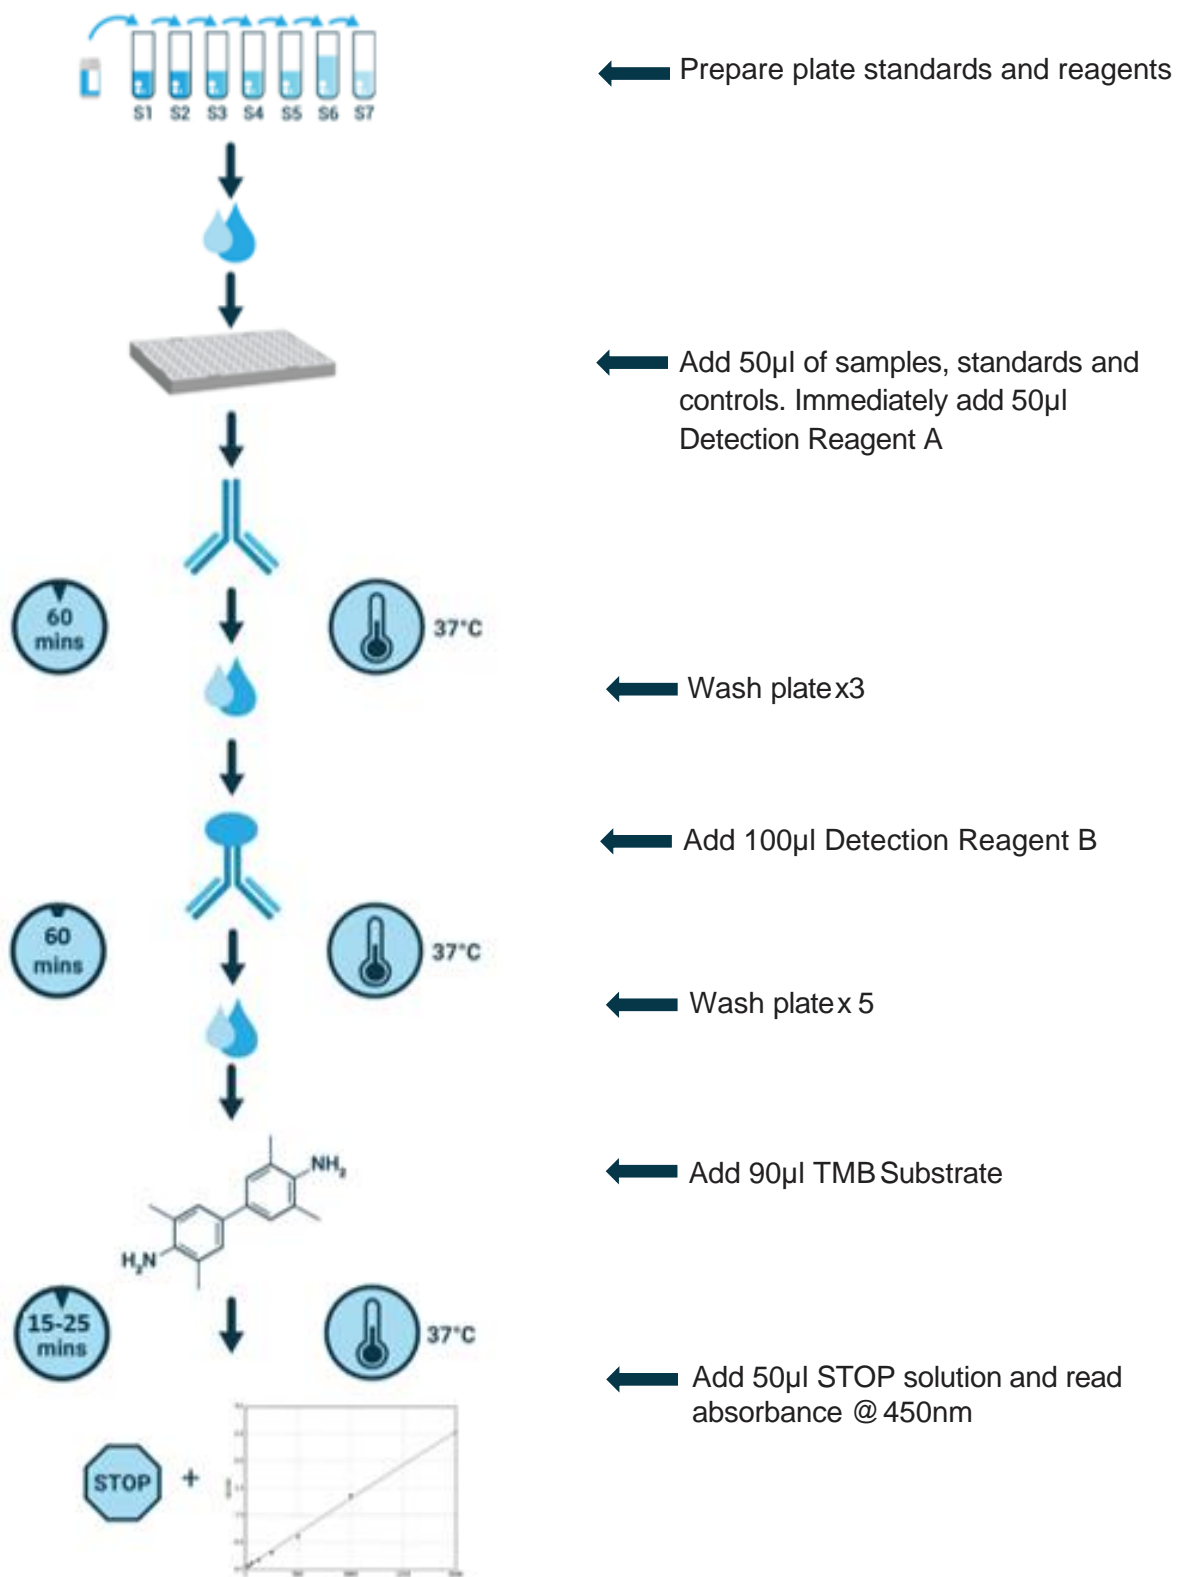 S1 S2 S3 S4 S5 S6 S7
Prepare plate standards and reagents
Add 50µl of samples, standards and
controls. Immediately add 50µl
Detection Reagent A
60
mins
37°C
Wash plate x3
Add 100µl Detection Reagent B
60
mins
37°C
Wash plate x 5
NH₂
H₂N
Add 90µl TMB Substrate
15-25
mins
37°C
Add 50µl STOP solution and read
absorbance @ 450nm
STOP +